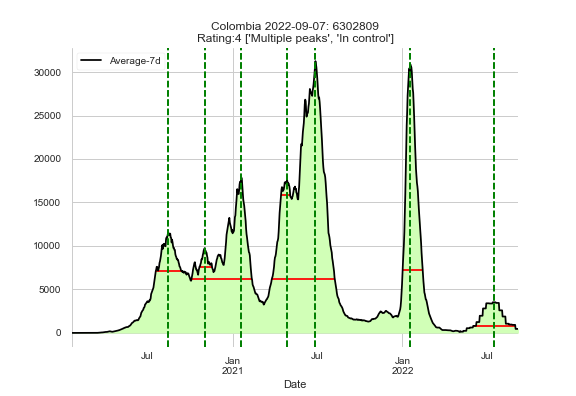 Colombia 2022-09-07: 6302809
Rating:4 ['Multiple peaks', 'In control']
Average-7d
30000
25000
20000
15000
10000
5000
0
Jul
Jan
2021
Jul
Jan
2022
Jul
Date